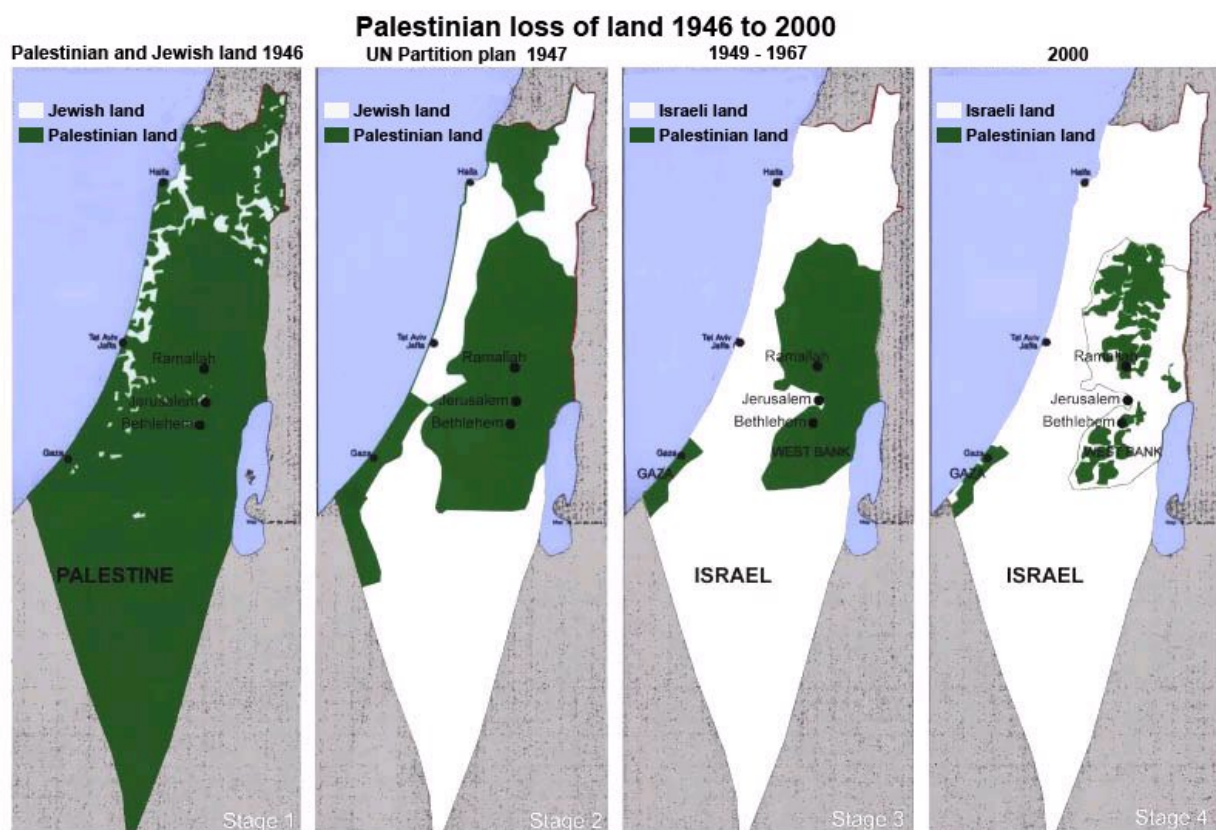 Palestinian loss of land 1946 to 2000
Palestinian and Jewish land 1946
Jewish land
Palestinian land
Haifa
Tel Aviv
Jaffa
Ramallah
Jerusalem
Bethlehem
Gaza
PALESTINE
Stage 1
UN Partition plan 1947
Jewish land
Palestinian land
Haifa
Tel Aviv
Jaffa
Ramallah
Jerusalem
Bethlehem
Gaza
Stage 2
1949 - 1967
Israeli land
Palestinian land
Haifa
Tel Aviv
Jaffa
Ramallah
Jerusalem
Bethlehem
Gaza
WEST BANK
GAZA
ISRAEL
Stage 3
2000
Israeli land
Palestinian land
Haifa
Tel Aviv
Jaffa
Ramallah
Jerusalem
Bethlehem
Gaza
WEST BANK
GAZA
ISRAEL
Stage 4